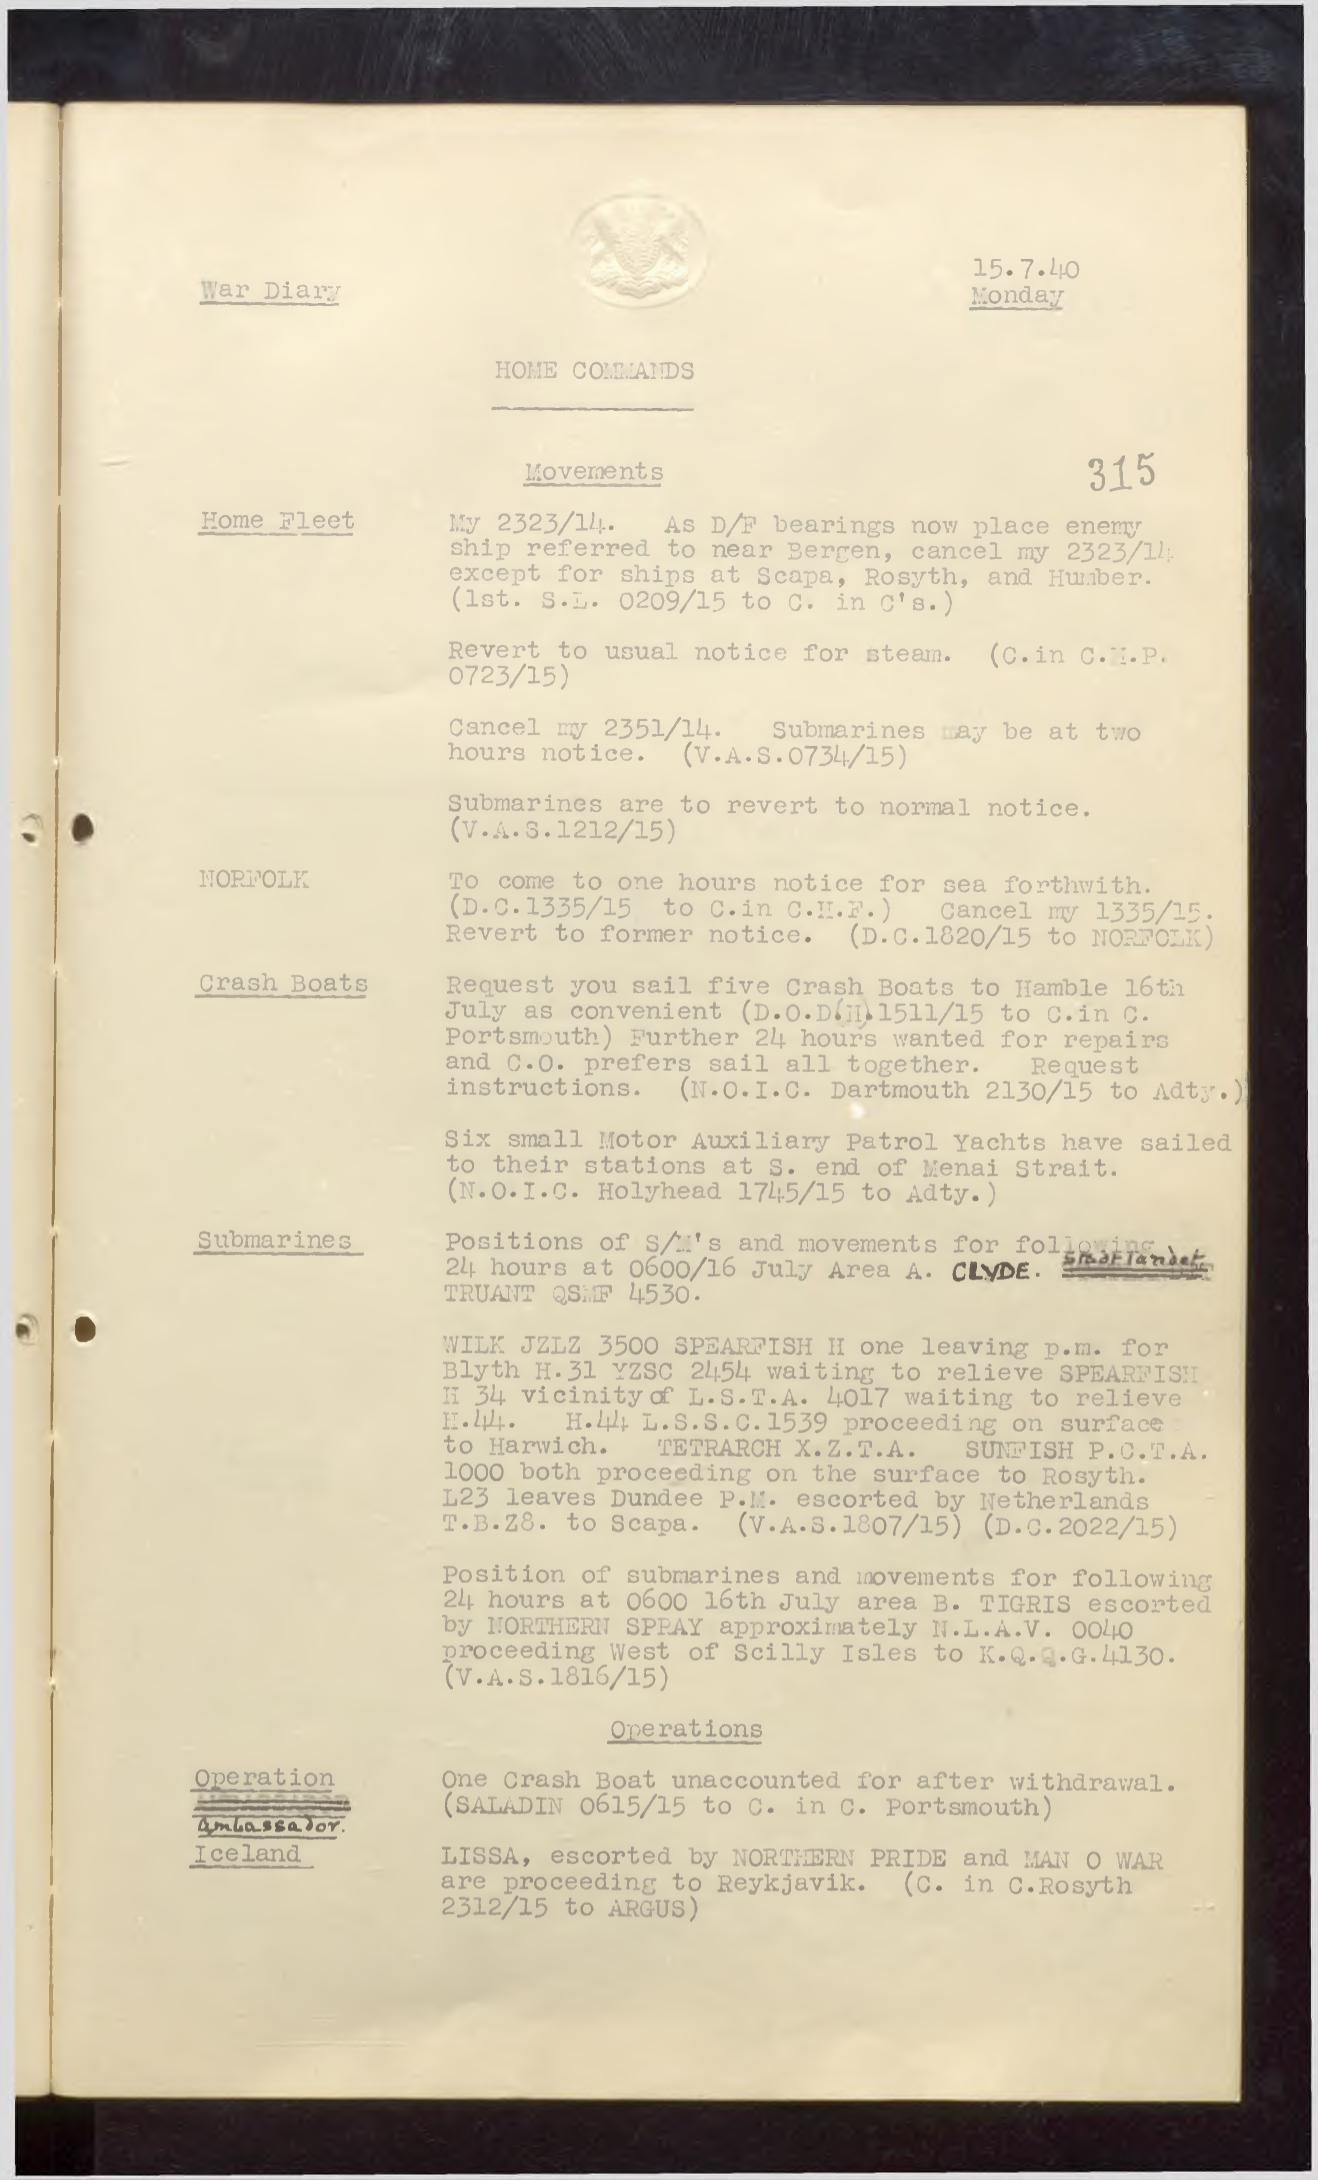 War Diary
15.7.40
Monday
HOME COMMANDS
Movements
315
Home Fleet
My 2323/14. As D/F bearings now place enemy
ship referred to near Bergen, cancel my 2323/14
except for ships at Scapa, Rosyth, and Humber.
(1st. S.L. 0209/15 to C. in C's.)
Revert to usual notice for steam. (C.in C.H.P.
0723/15)
Cancel my 2351/14. Submarines may be at two
hours notice. (V.A.S.0734/15)
Submarines are to revert to normal notice.
(V.A.S.1212/15)
NORFOLK
To come to one hours notice for sea forthwith.
(D.C.1335/15 to C.in C.H.F.) Cancel my 1335/15.
Revert to former notice. (D.C.1820/15 to NORFOLK)
Crash Boats
Request you sail five Crash Boats to Hamble 16th
July as convenient (D.O.D(H).1511/15 to C.in C.
Portsmouth) Further 24 hours wanted for repairs
and C.O. prefers sail all together. Request
instructions. (N.O.I.C. Dartmouth 2130/15 to Adty.)
Six small Motor Auxiliary Patrol Yachts have sailed
to their stations at S. end of Menai Strait.
(N.O.I.C. Holyhead 1745/15 to Adty.)
Submarines
Positions of S/M's and movements for following
24 hours at 0600/16 July Area A. CLYDE. Stadtlandet
TRUANT QSMF 4530.
WILK JZLZ 3500 SPEARFISH H one leaving p.m. for
Blyth H.31 YZSC 2454 waiting to relieve SPEARFISH
H 34 vicinity of L.S.T.A. 4017 waiting to relieve
H.44. H.44 L.S.S.C.1539 proceeding on surface
to Harwich. TETRARCH X.Z.T.A. SUNFISH P.C.T.A.
1000 both proceeding on the surface to Rosyth.
L23 leaves Dundee P.M. escorted by Netherlands
T.B.Z8. to Scapa. (V.A.S.1807/15) (D.C.2022/15)
Position of submarines and movements for following
24 hours at 0600 16th July area B. TIGRIS escorted
by NORTHERN SPRAY approximately N.L.A.V. 0040
proceeding West of Scilly Isles to K.Q.Q.G.4130.
(V.A.S.1816/15)
Operations
Operation
Ambassador.
One Crash Boat unaccounted for after withdrawal.
(SALADIN 0615/15 to C. in C. Portsmouth)
Iceland
LISSA, escorted by NORTHERN PRIDE and MAN O WAR
are proceeding to Reykjavik. (C. in C.Rosyth
2312/15 to ARGUS)